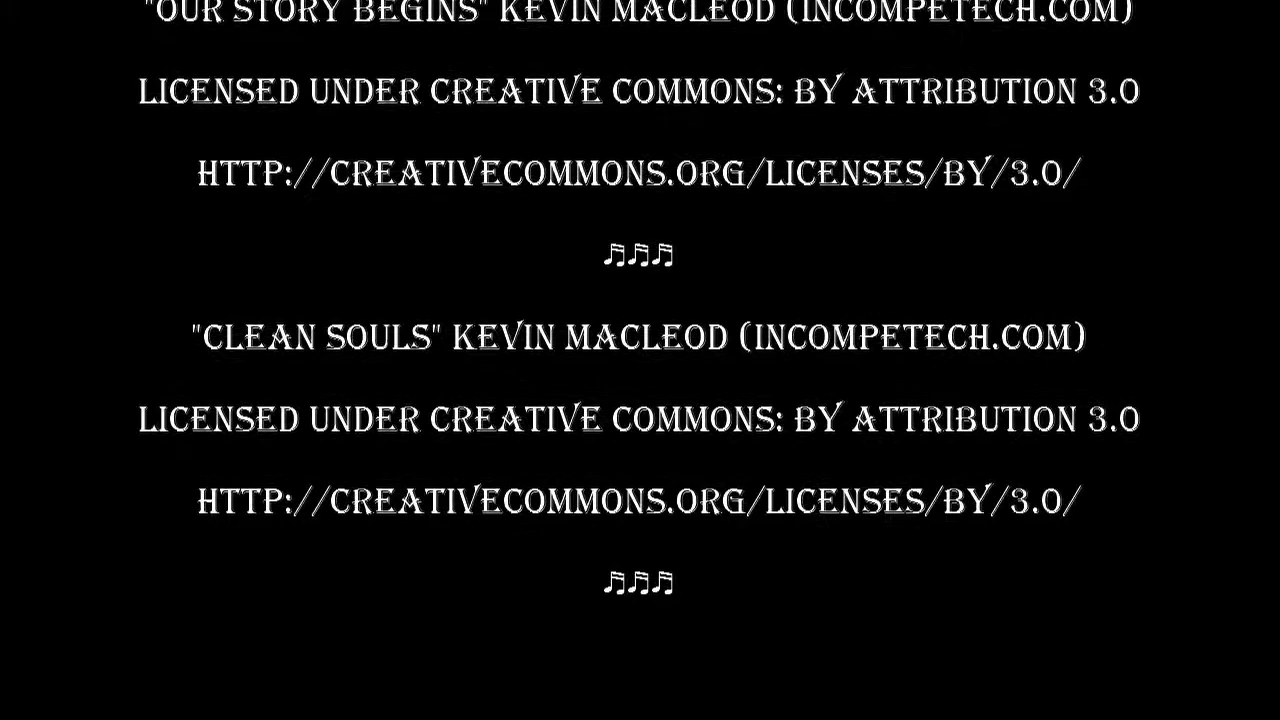 "OUR STORY BEGINS" KEVIN MACLEOD (INCOMPETECH.COM)
LICENSED UNDER CREATIVE COMMONS: BY ATTRIBUTION 3.0
HTTP://CREATIVECOMMONS.ORG/LICENSES/BY/3.0/
♬♬♬
"CLEAN SOULS" KEVIN MACLEOD (INCOMPETECH.COM)
LICENSED UNDER CREATIVE COMMONS: BY ATTRIBUTION 3.0
HTTP://CREATIVECOMMONS.ORG/LICENSES/BY/3.0/
♬♬♬